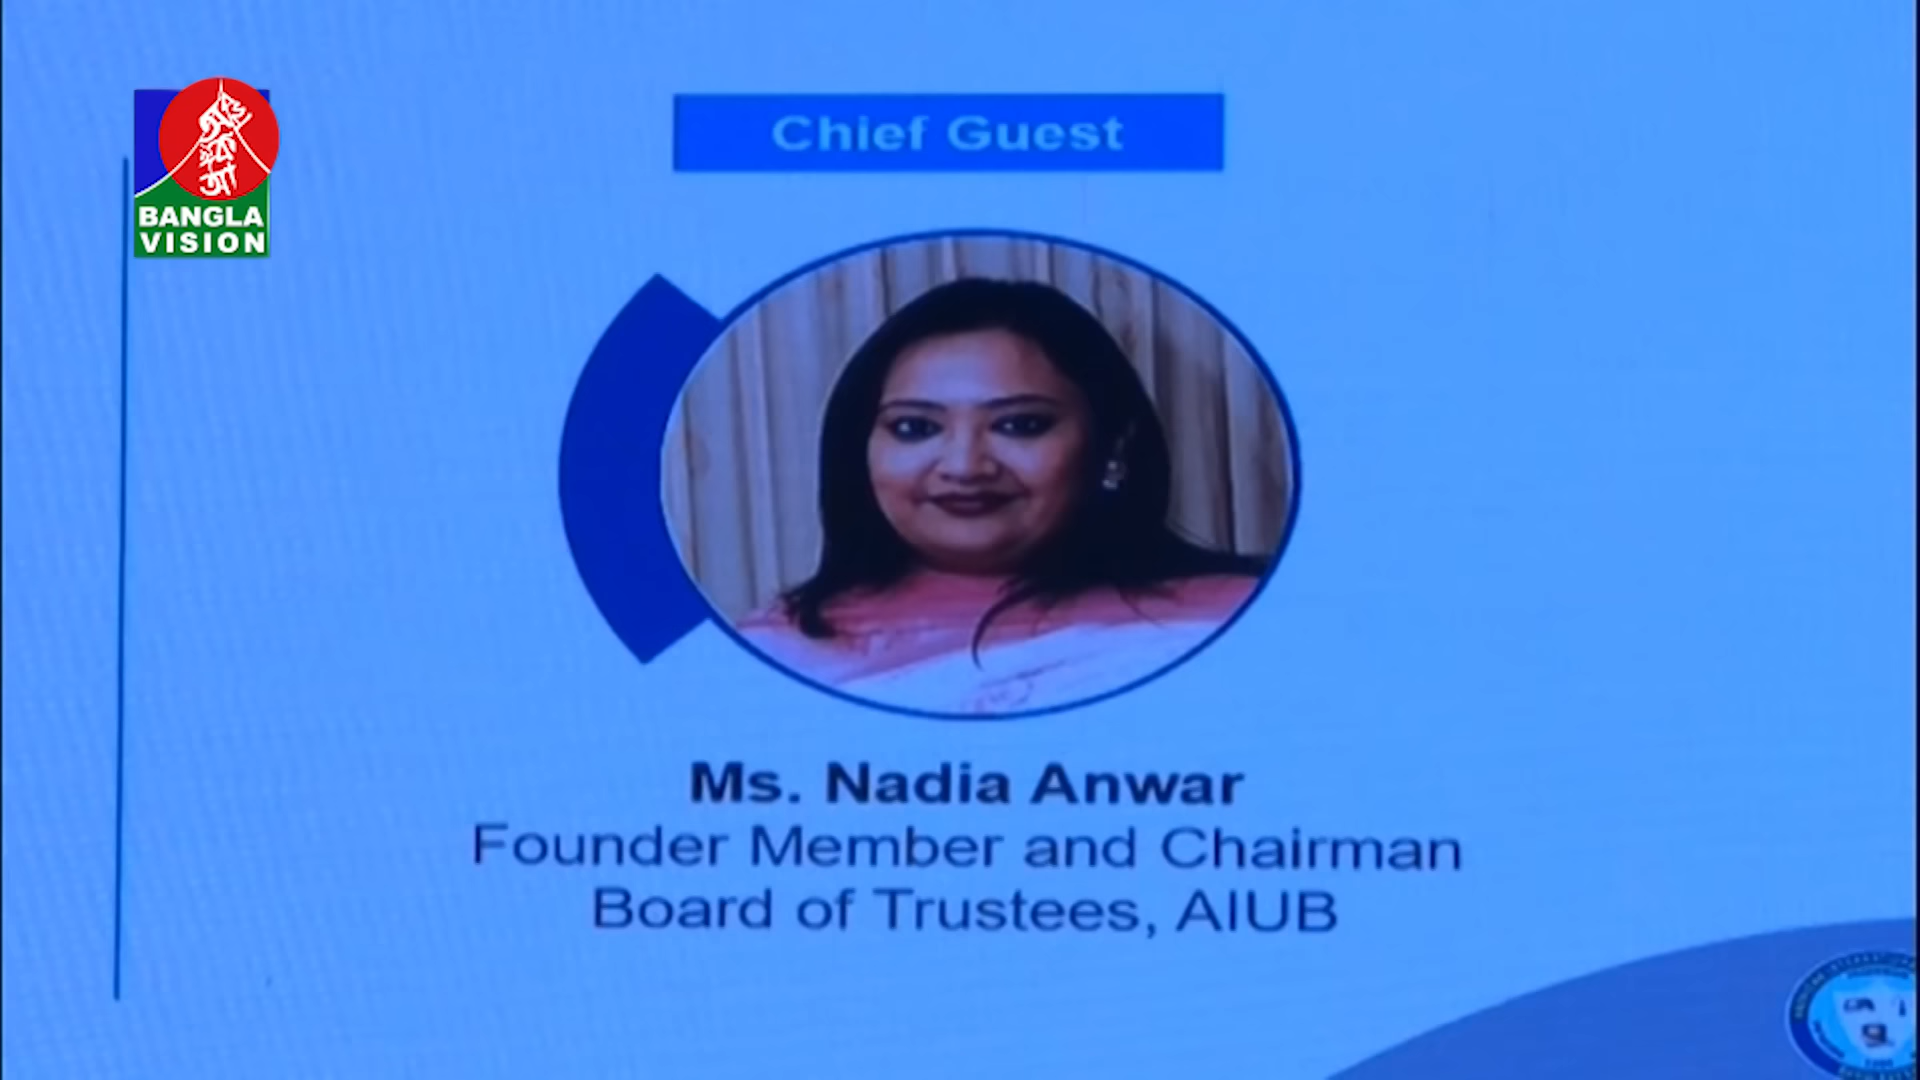 BANGLA
VISION
Chief Guest
Ms. Nadia Anwar
Founder Member and Chairman
Board of Trustees, AIUB